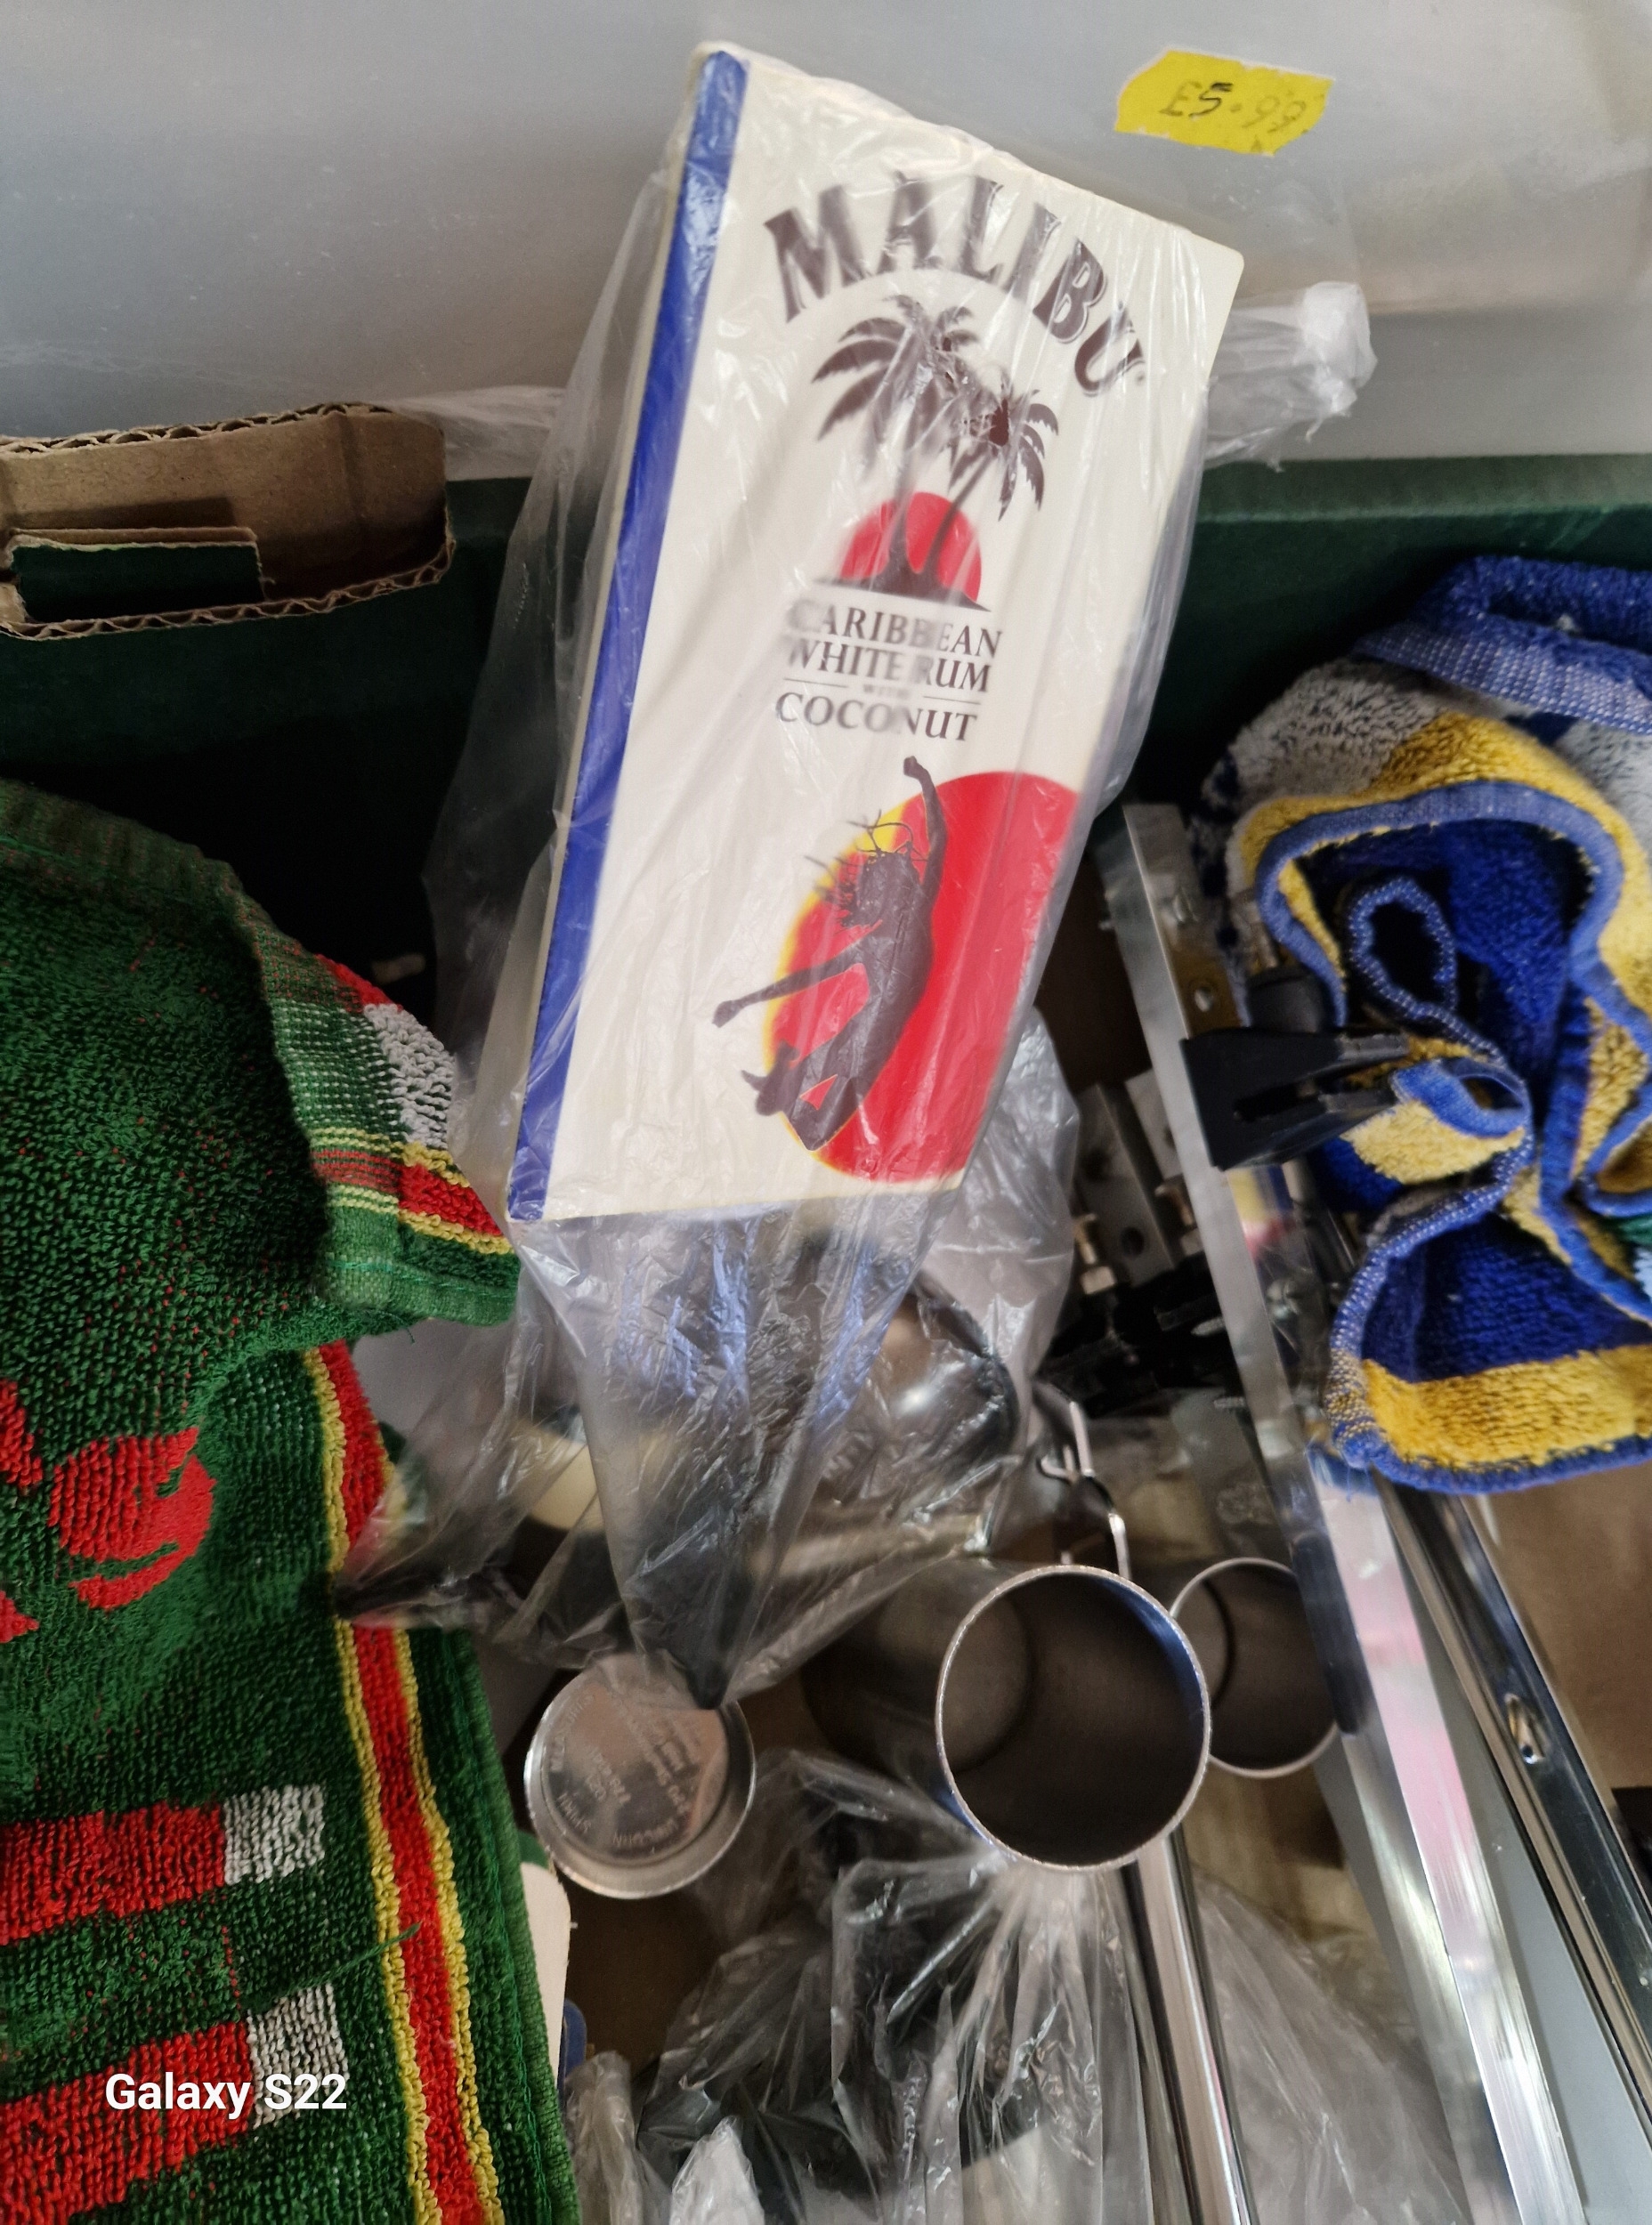 £5.99
MALIBU
CARIBBEAN
WHITE RUM
WITH
COCONUT
Galaxy S22